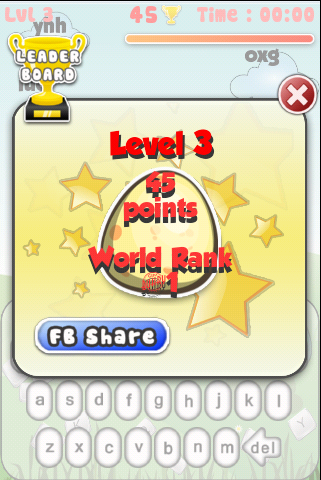 Lvl 3 45 Time : 00:00
ynh
LEADER
BOARD
oxg
Level 3
45
points
World Rank
1
FB Share
a s d f g h j k l
z x c v b n m del
Y